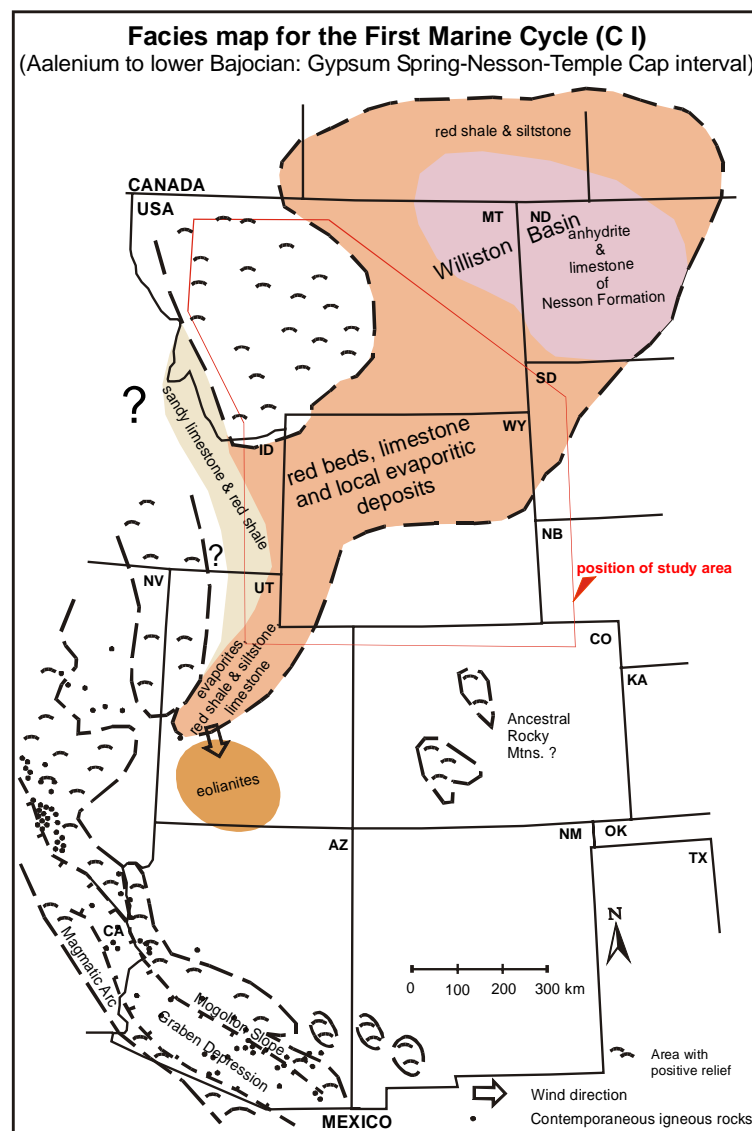 Facies map for the First Marine Cycle (C I)
(Aalenium to lower Bajocian: Gypsum Spring-Nesson-Temple Cap interval)
red shale & siltstone
CANADA
USA
MT
ND
Williston Basin
anhydrite
&
limestone
of
Nesson Formation
?
sandy limestone & red shale
SD
ID
WY
red beds, limestone
and local evaporitic
deposits
?
NB
NV
UT
position of study area
evaporites,
red shale & siltstone,
limestone
CO
KA
Ancestral
Rocky
Mtns. ?
eolianites
AZ
NM
OK
TX
CA
Magmatic Arc
Mogollon Slope
Graben Depression
N
0 100 200 300 km
Area with
positive relief
Wind direction
MEXICO
Contemporaneous igneous rocks